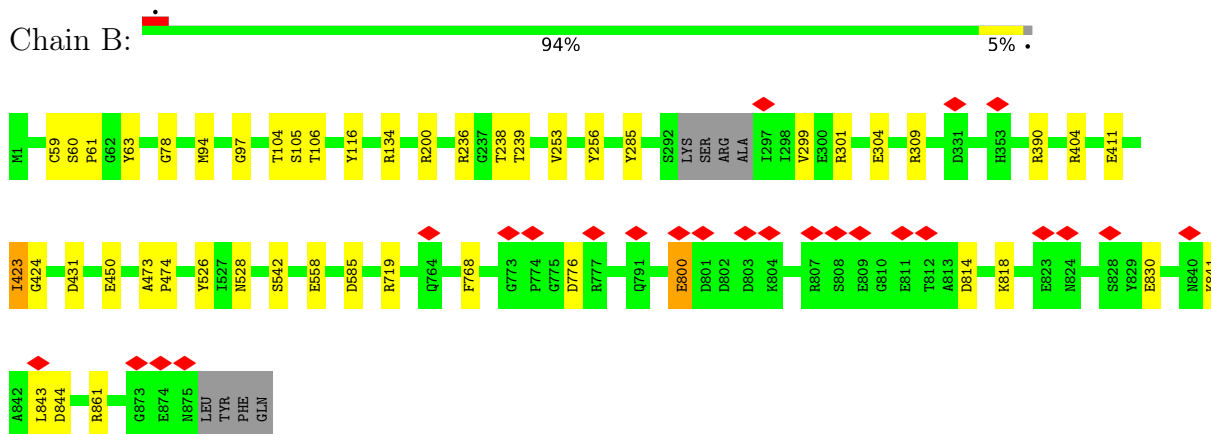 Chain B:
94% 5%
M1 C59 S60 P61 G62 Y63 G78 M94 G97 T104 S105 T106 Y116 R134 R200 R236 G237 T238 T239 V253 Y256 Y285 S292 LYS SER ARG ALA I297 I298 V299 E300 R301 E304 R309 D331 H353 R390 R404 E411
I423 G424 D431 E450 A473 P474 Y526 I527 N528 S542 E558 D585 R719 Q764 F768 G773 P774 G775 D776 R777 Q791 E800 D801 D802 D803 K804 R807 S808 E809 G810 E811 T812 A813 D814 K818 E823 N824 S828 Y829 E830 N840 K841
A842 L843 D844 R861 G873 E874 N875 LEU TYR PHE GLN